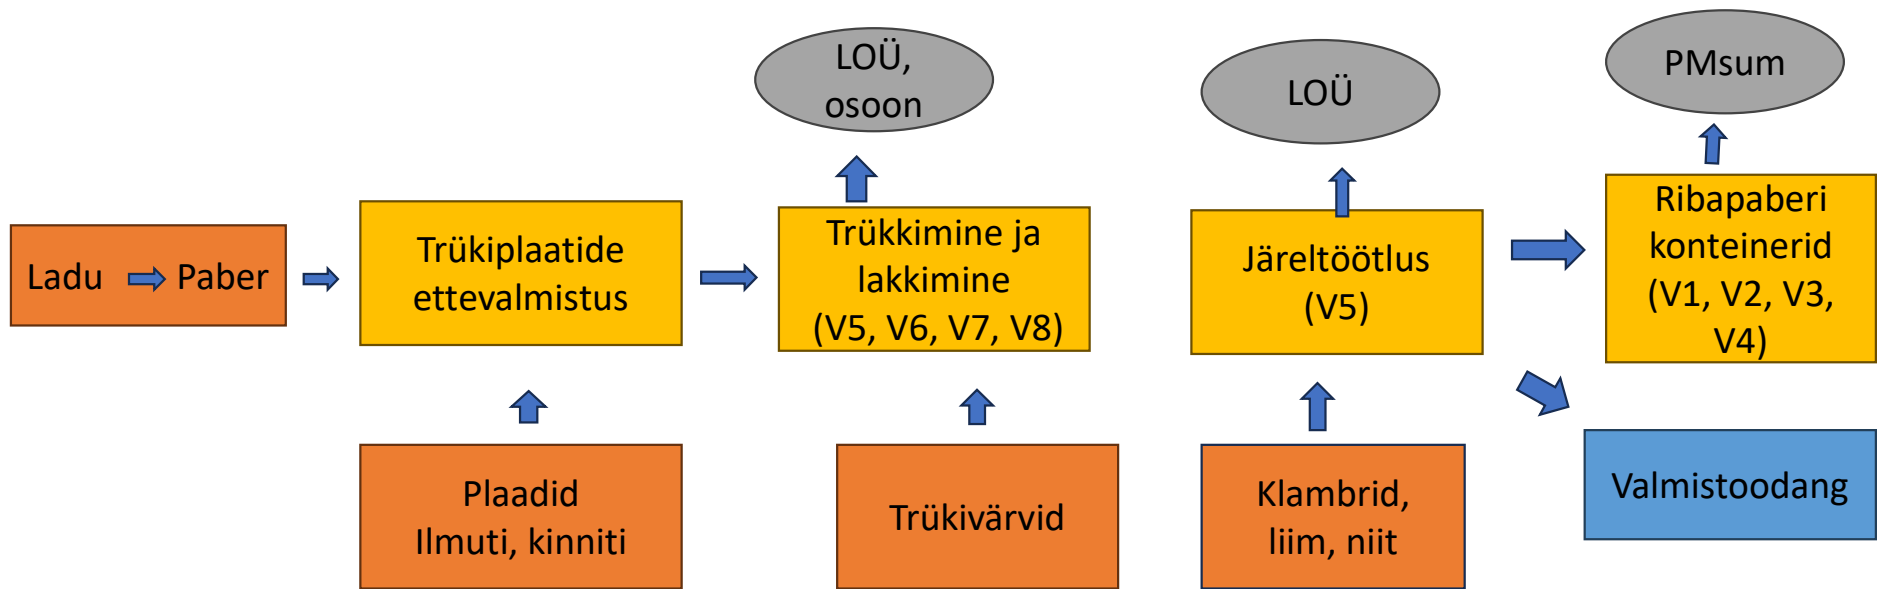 LOÜ,
osoon
LOÜ
PMsum
Ladu
Paber
Trükiplaatide
ettevalmistus
Trükkimine ja
lakkimine
(V5, V6, V7, V8)
Järeltöötlus
(V5)
Ribapaberi
konteinerid
(V1, V2, V3,
V4)
Plaadid
Ilmuti, kinniti
Trükivärvid
Klambrid,
liim, niit
Valmistoodang